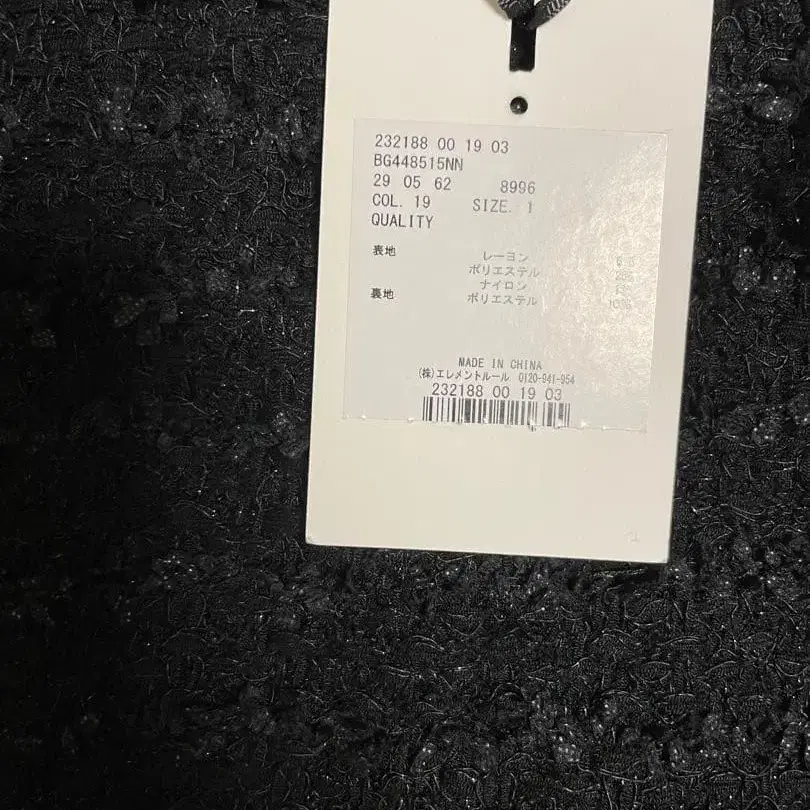 232188 00 19 03
BG448515NN
29 05 62 8996
COL. 19 SIZE. 1
QUALITY
表地 レーヨン
ポリエステル
ナイロン
裏地 ポリエステル
MADE IN CHINA
(株)エレメントルール 0120-941-954
232188 00 19 03